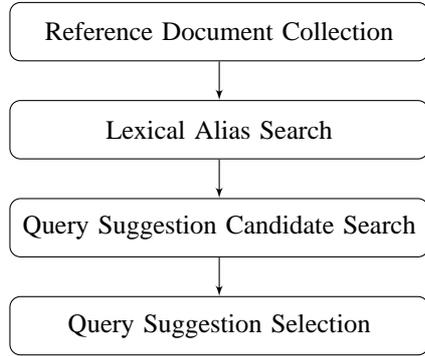 Reference Document Collection
Lexical Alias Search
Query Suggestion Candidate Search
Query Suggestion Selection